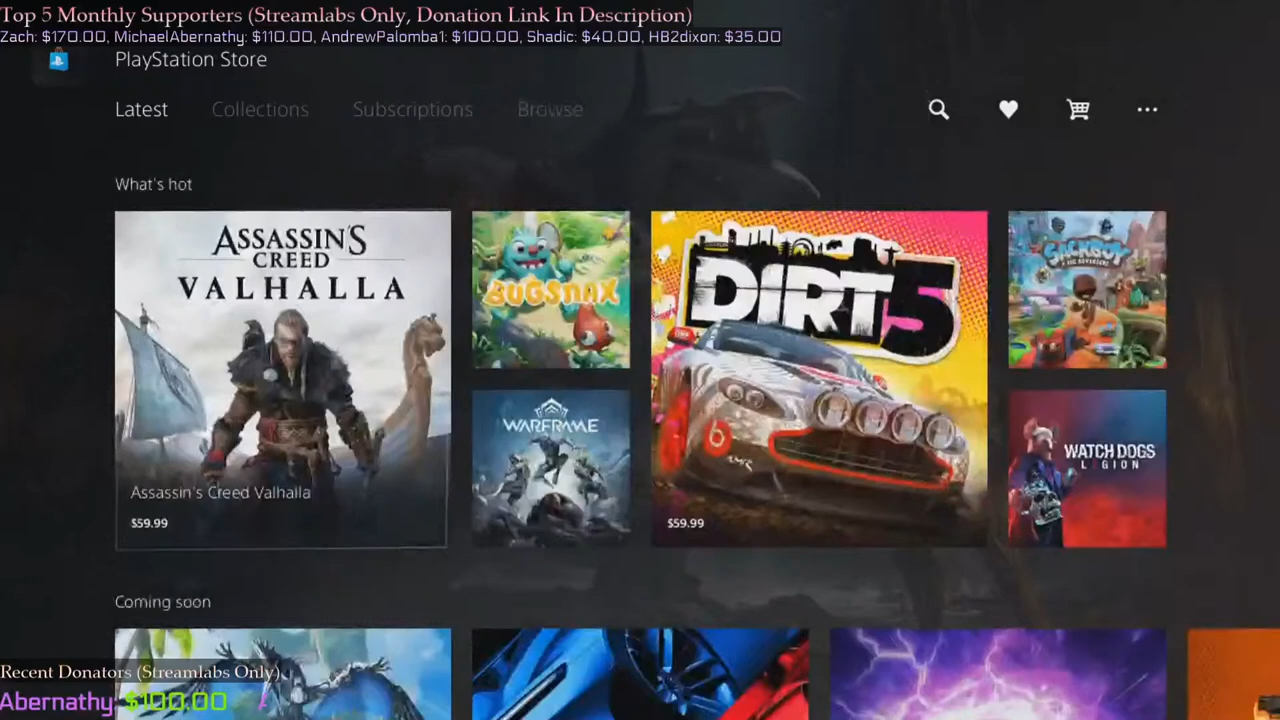 Top 5 Monthly Supporters (Streamlabs Only, Donation Link In Description)
Zach: $170.00, MichaelAbernathy: $110.00, AndrewPalomba1: $100.00, Shadic: $40.00, HB2dixon: $35.00
PlayStation Store
Latest Collections Subscriptions Browse
What's hot
ASSASSIN'S
CREED
VALHALLA
Assassin's Creed Valhalla
$59.99
BUGSNAX
WARFRAME
DIRT 5
$59.99
SACKBOY
WATCH DOGS
LEGION
Coming soon
Recent Donators (Streamlabs Only)
Abernathy: $100.00